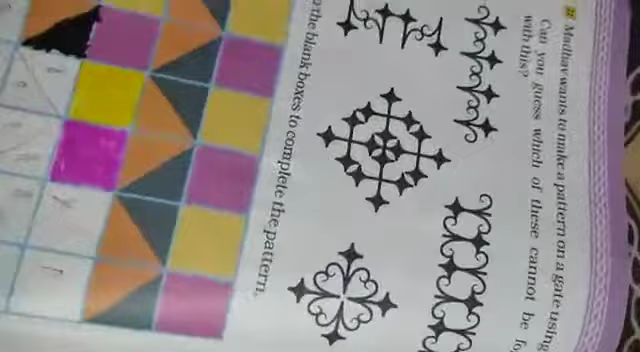 Madhav wants to make a pattern on a gate using
Can you guess which of these cannot be
with this?
the blank boxes to complete the pattern.